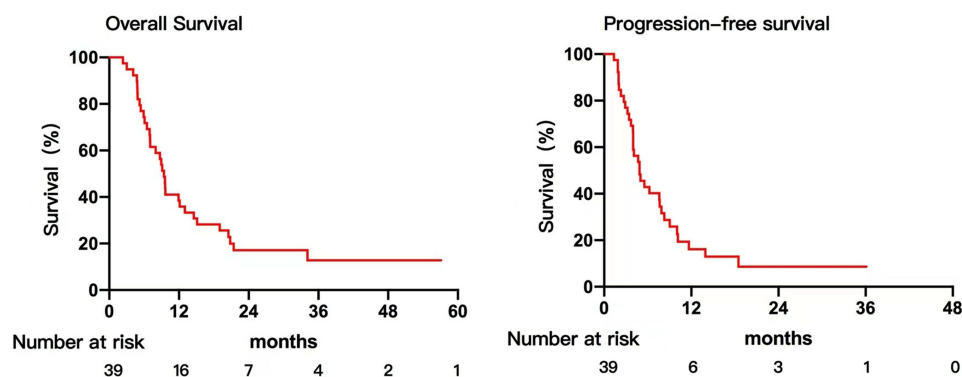 Overall Survival
100
80
60
40
20
0
Survival (%)
0 12 24 36 48 60
Number at risk months
39 16 7 4 2 1
Progression–free survival
100
80
60
40
20
0
Survival (%)
0 12 24 36 48
Number at risk months
39 6 3 1 0